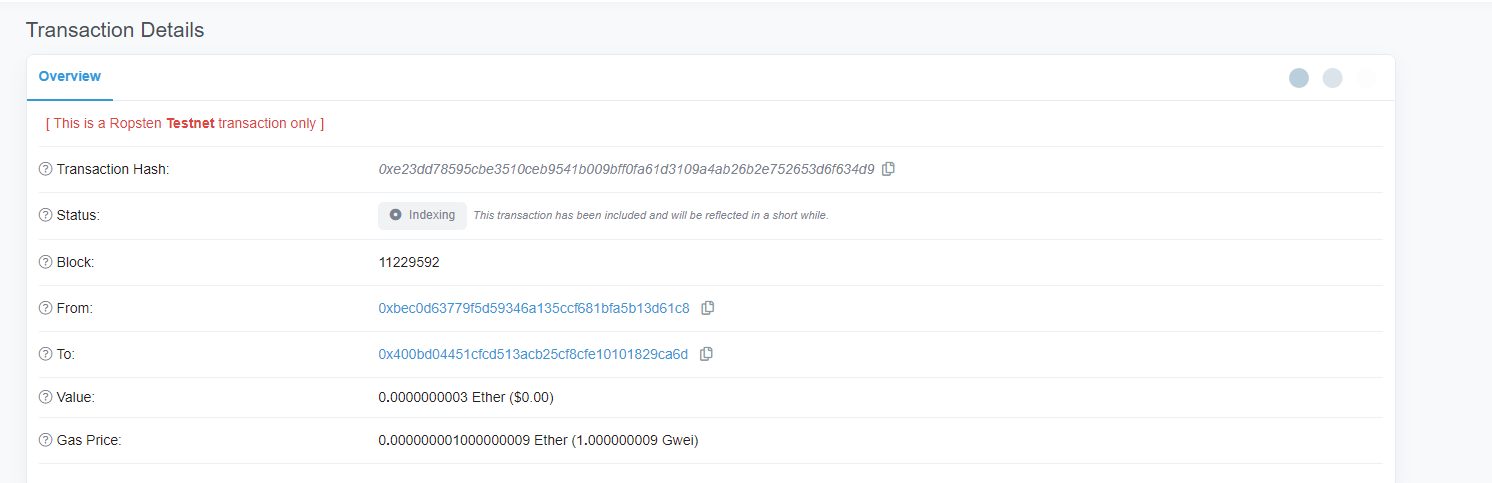 Transaction Details
Overview
[ This is a Ropsten Testnet transaction only ]
Transaction Hash: 0xe23dd78595cbe3510ceb9541b009bff0fa61d3109a4ab26b2e752653d6f634d9
Status: Indexing This transaction has been included and will be reflected in a short while.
Block: 11229592
From: 0xbec0d63779f5d59346a135ccf681bfa5b13d61c8
To: 0x400bd04451cfcd513acb25cf8cfe10101829ca6d
Value: 0.0000000003 Ether ($0.00)
Gas Price: 0.000000001000000009 Ether (1.000000009 Gwei)